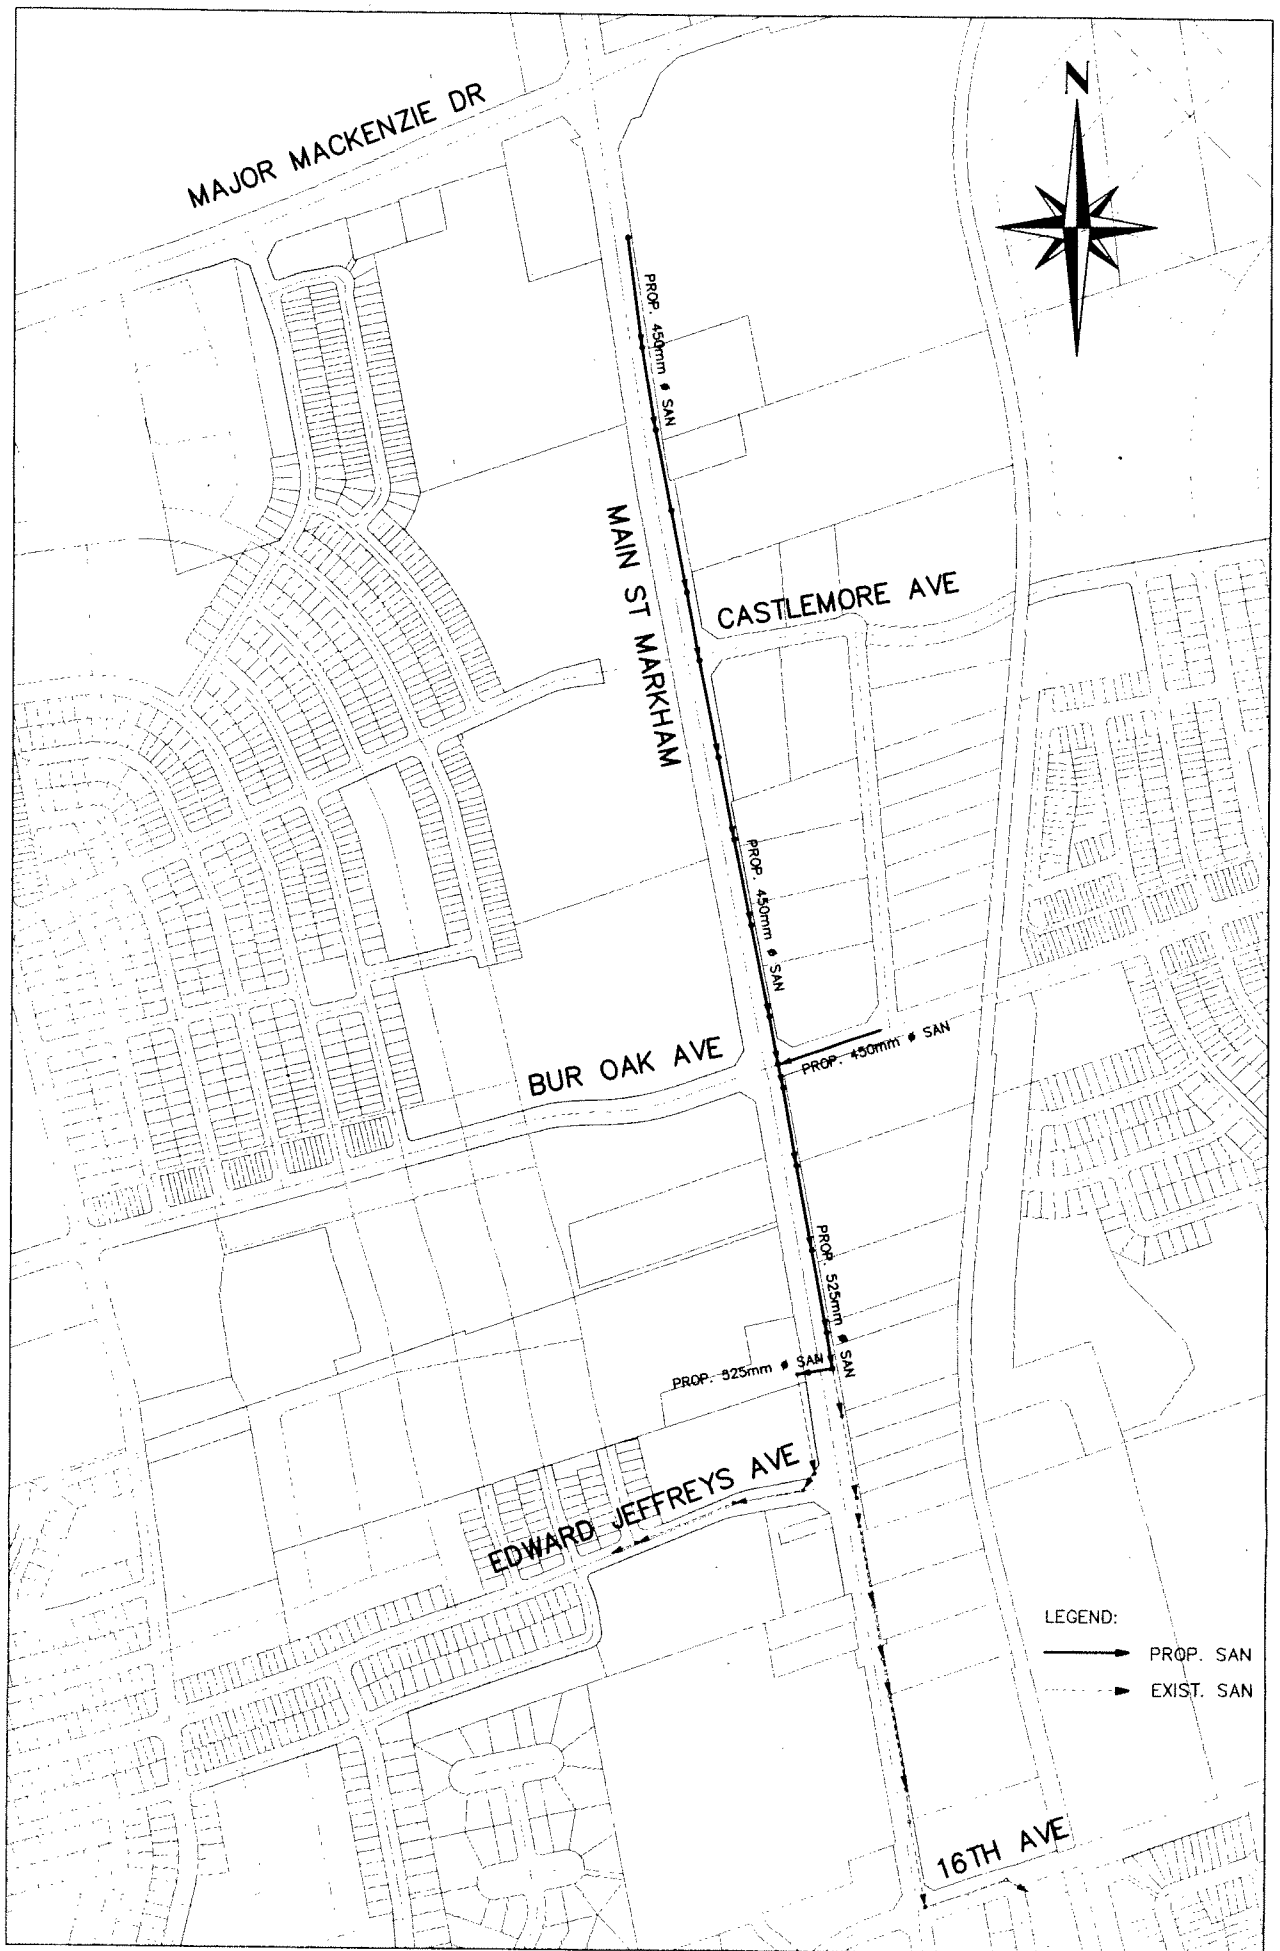 N
MAJOR MACKENZIE DR
PROP. 450mm ø SAN
MAIN ST MARKHAM
CASTLEMORE AVE
PROP. 450mm ø SAN
PROP. 450mm ø SAN
BUR OAK AVE
PROP. 525mm ø SAN
PROP. 525mm ø SAN
EDWARD JEFFREYS AVE
LEGEND:
PROP. SAN
EXIST. SAN
16TH AVE